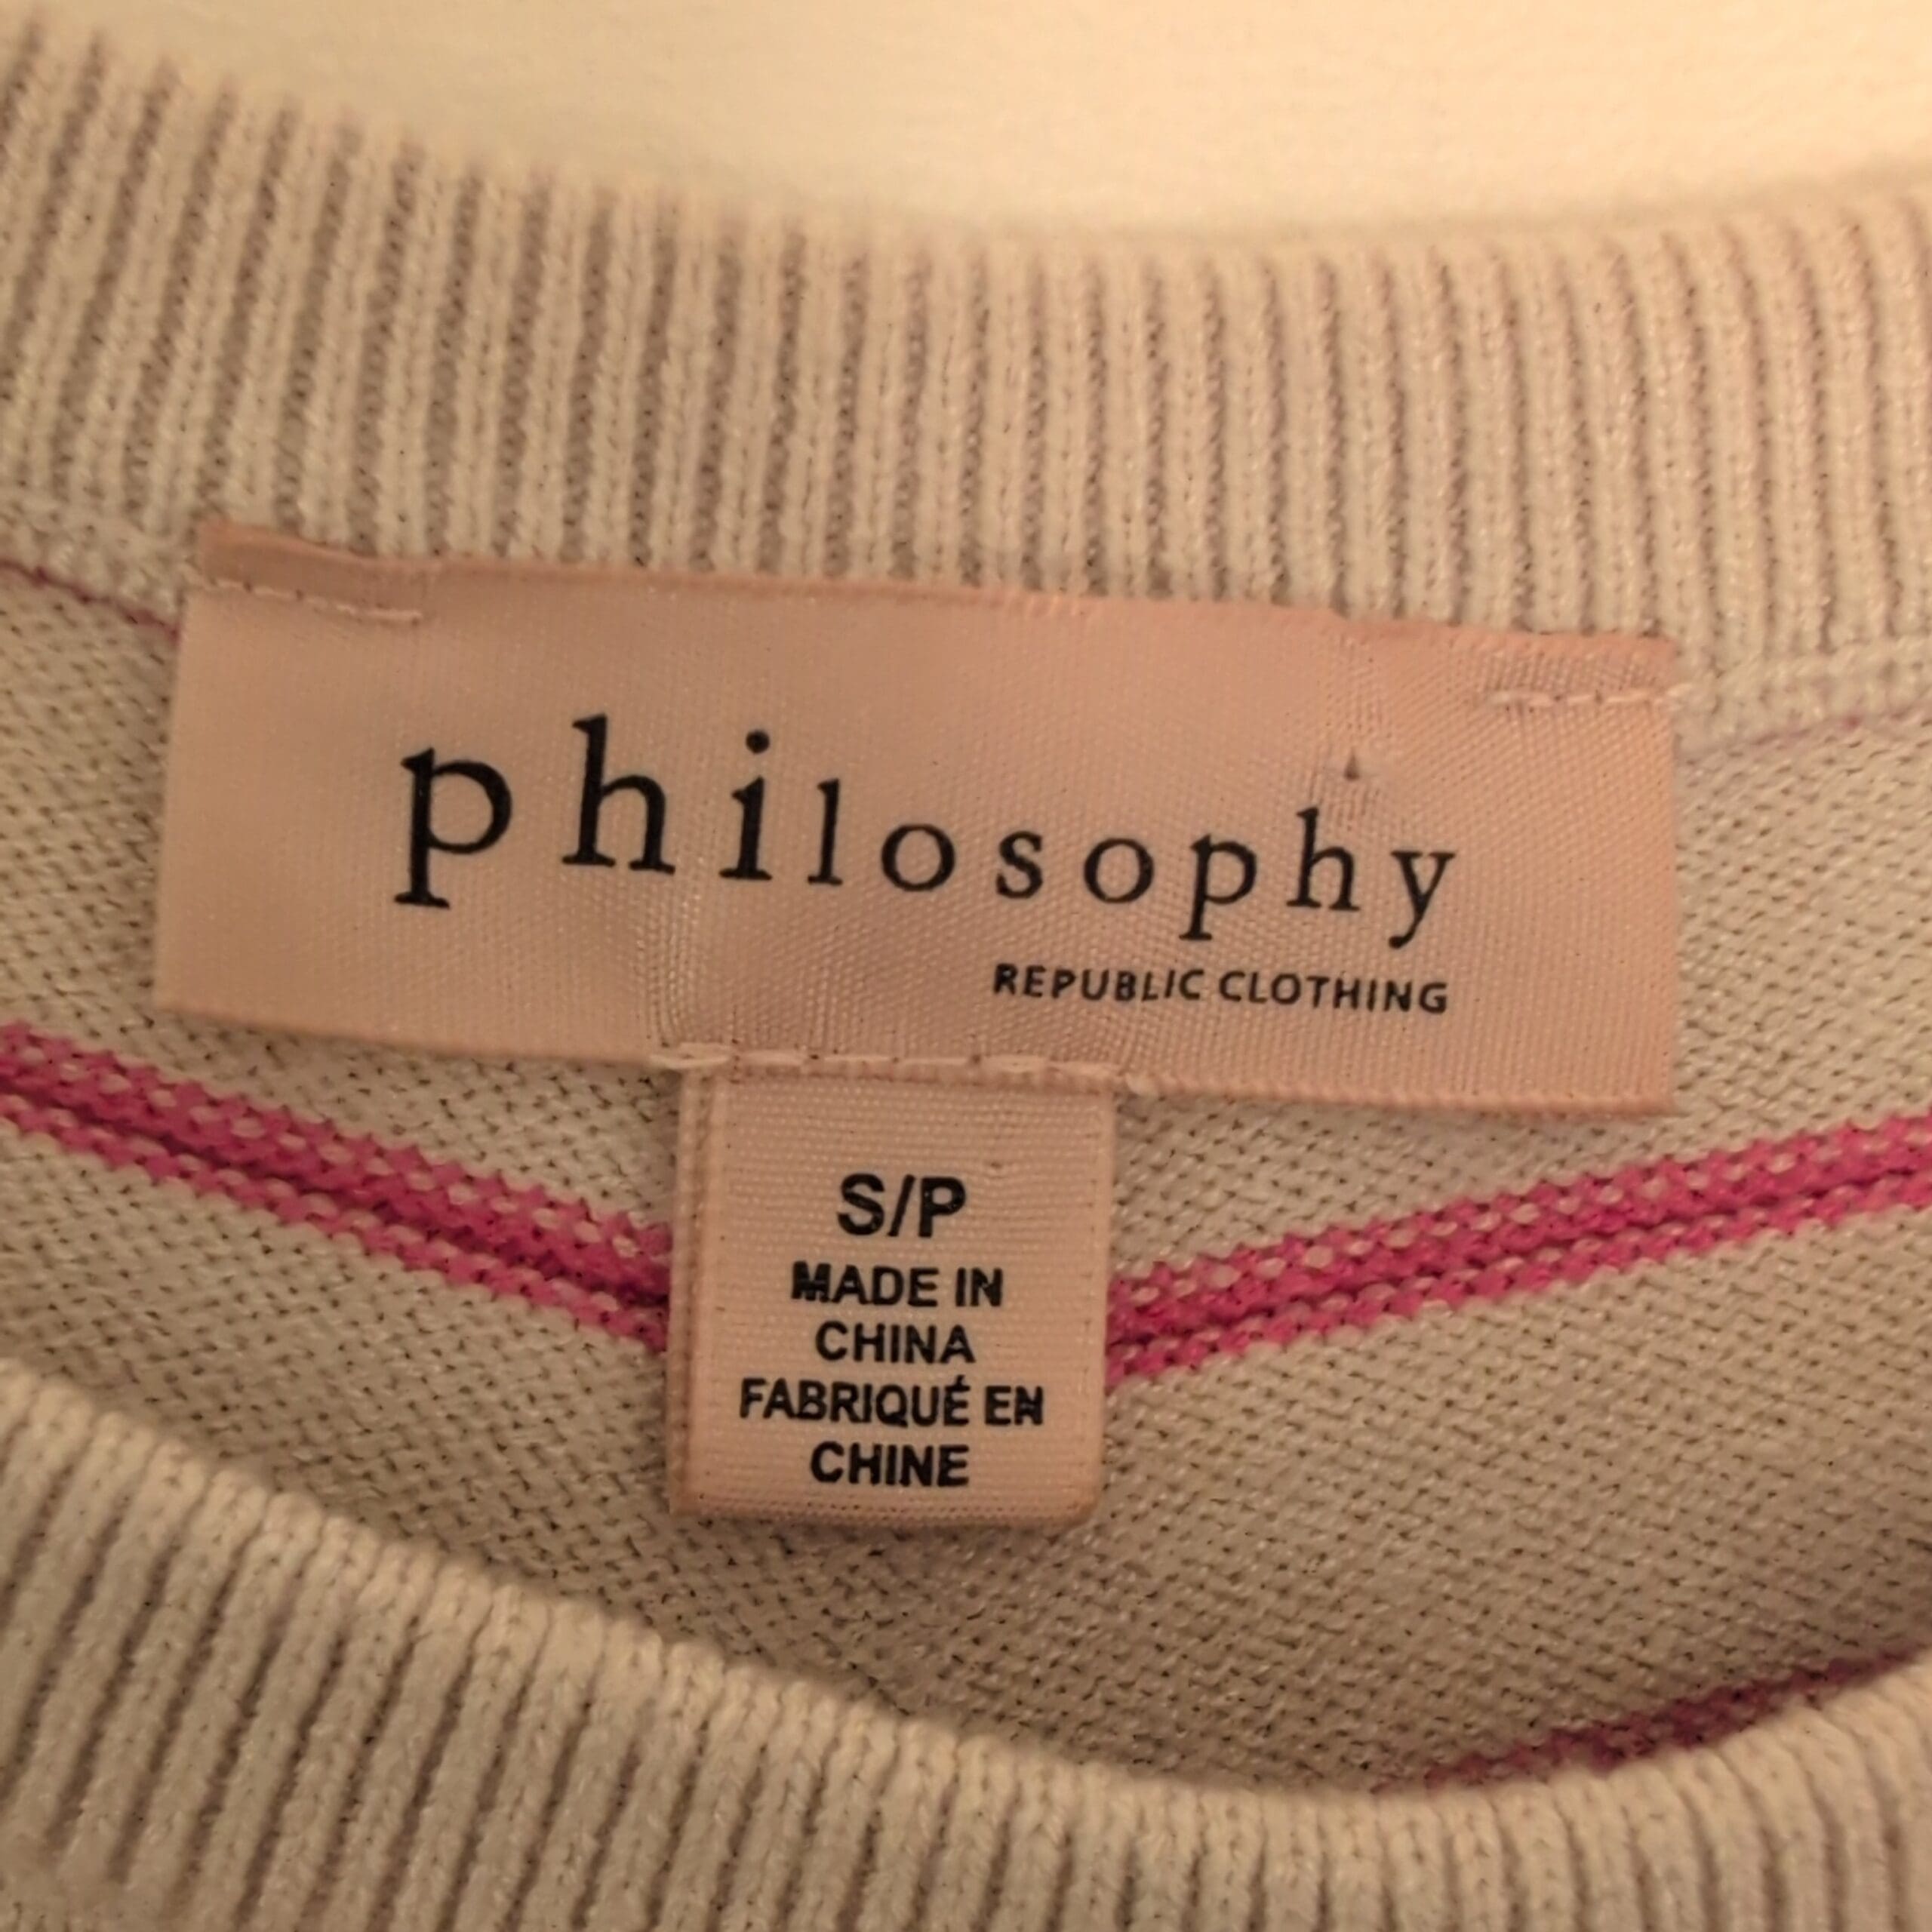 philosophy
REPUBLIC CLOTHING
S/P
MADE IN
CHINA
FABRIQUÉ EN
CHINE